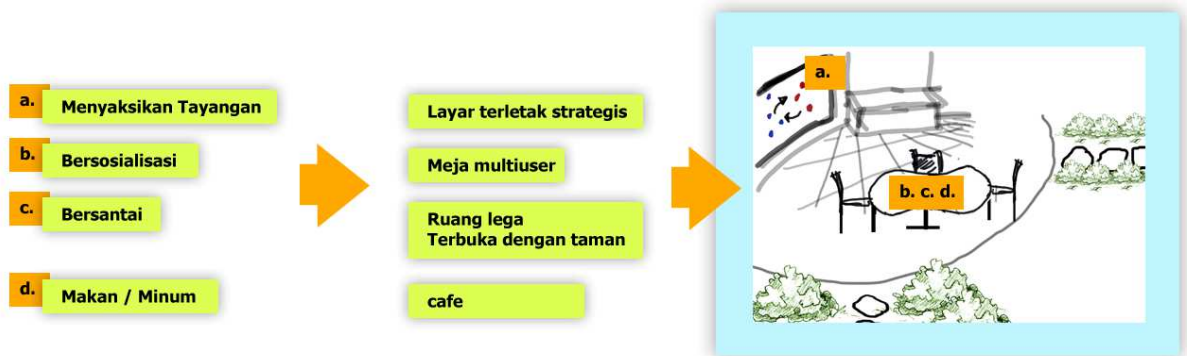 a. Menyaksikan Tayangan
b. Bersosialisasi
c. Bersantai
d. Makan / Minum
Layar terletak strategis
Meja multiuser
Ruang lega
Terbuka dengan taman
cafe
a.
b. c. d.